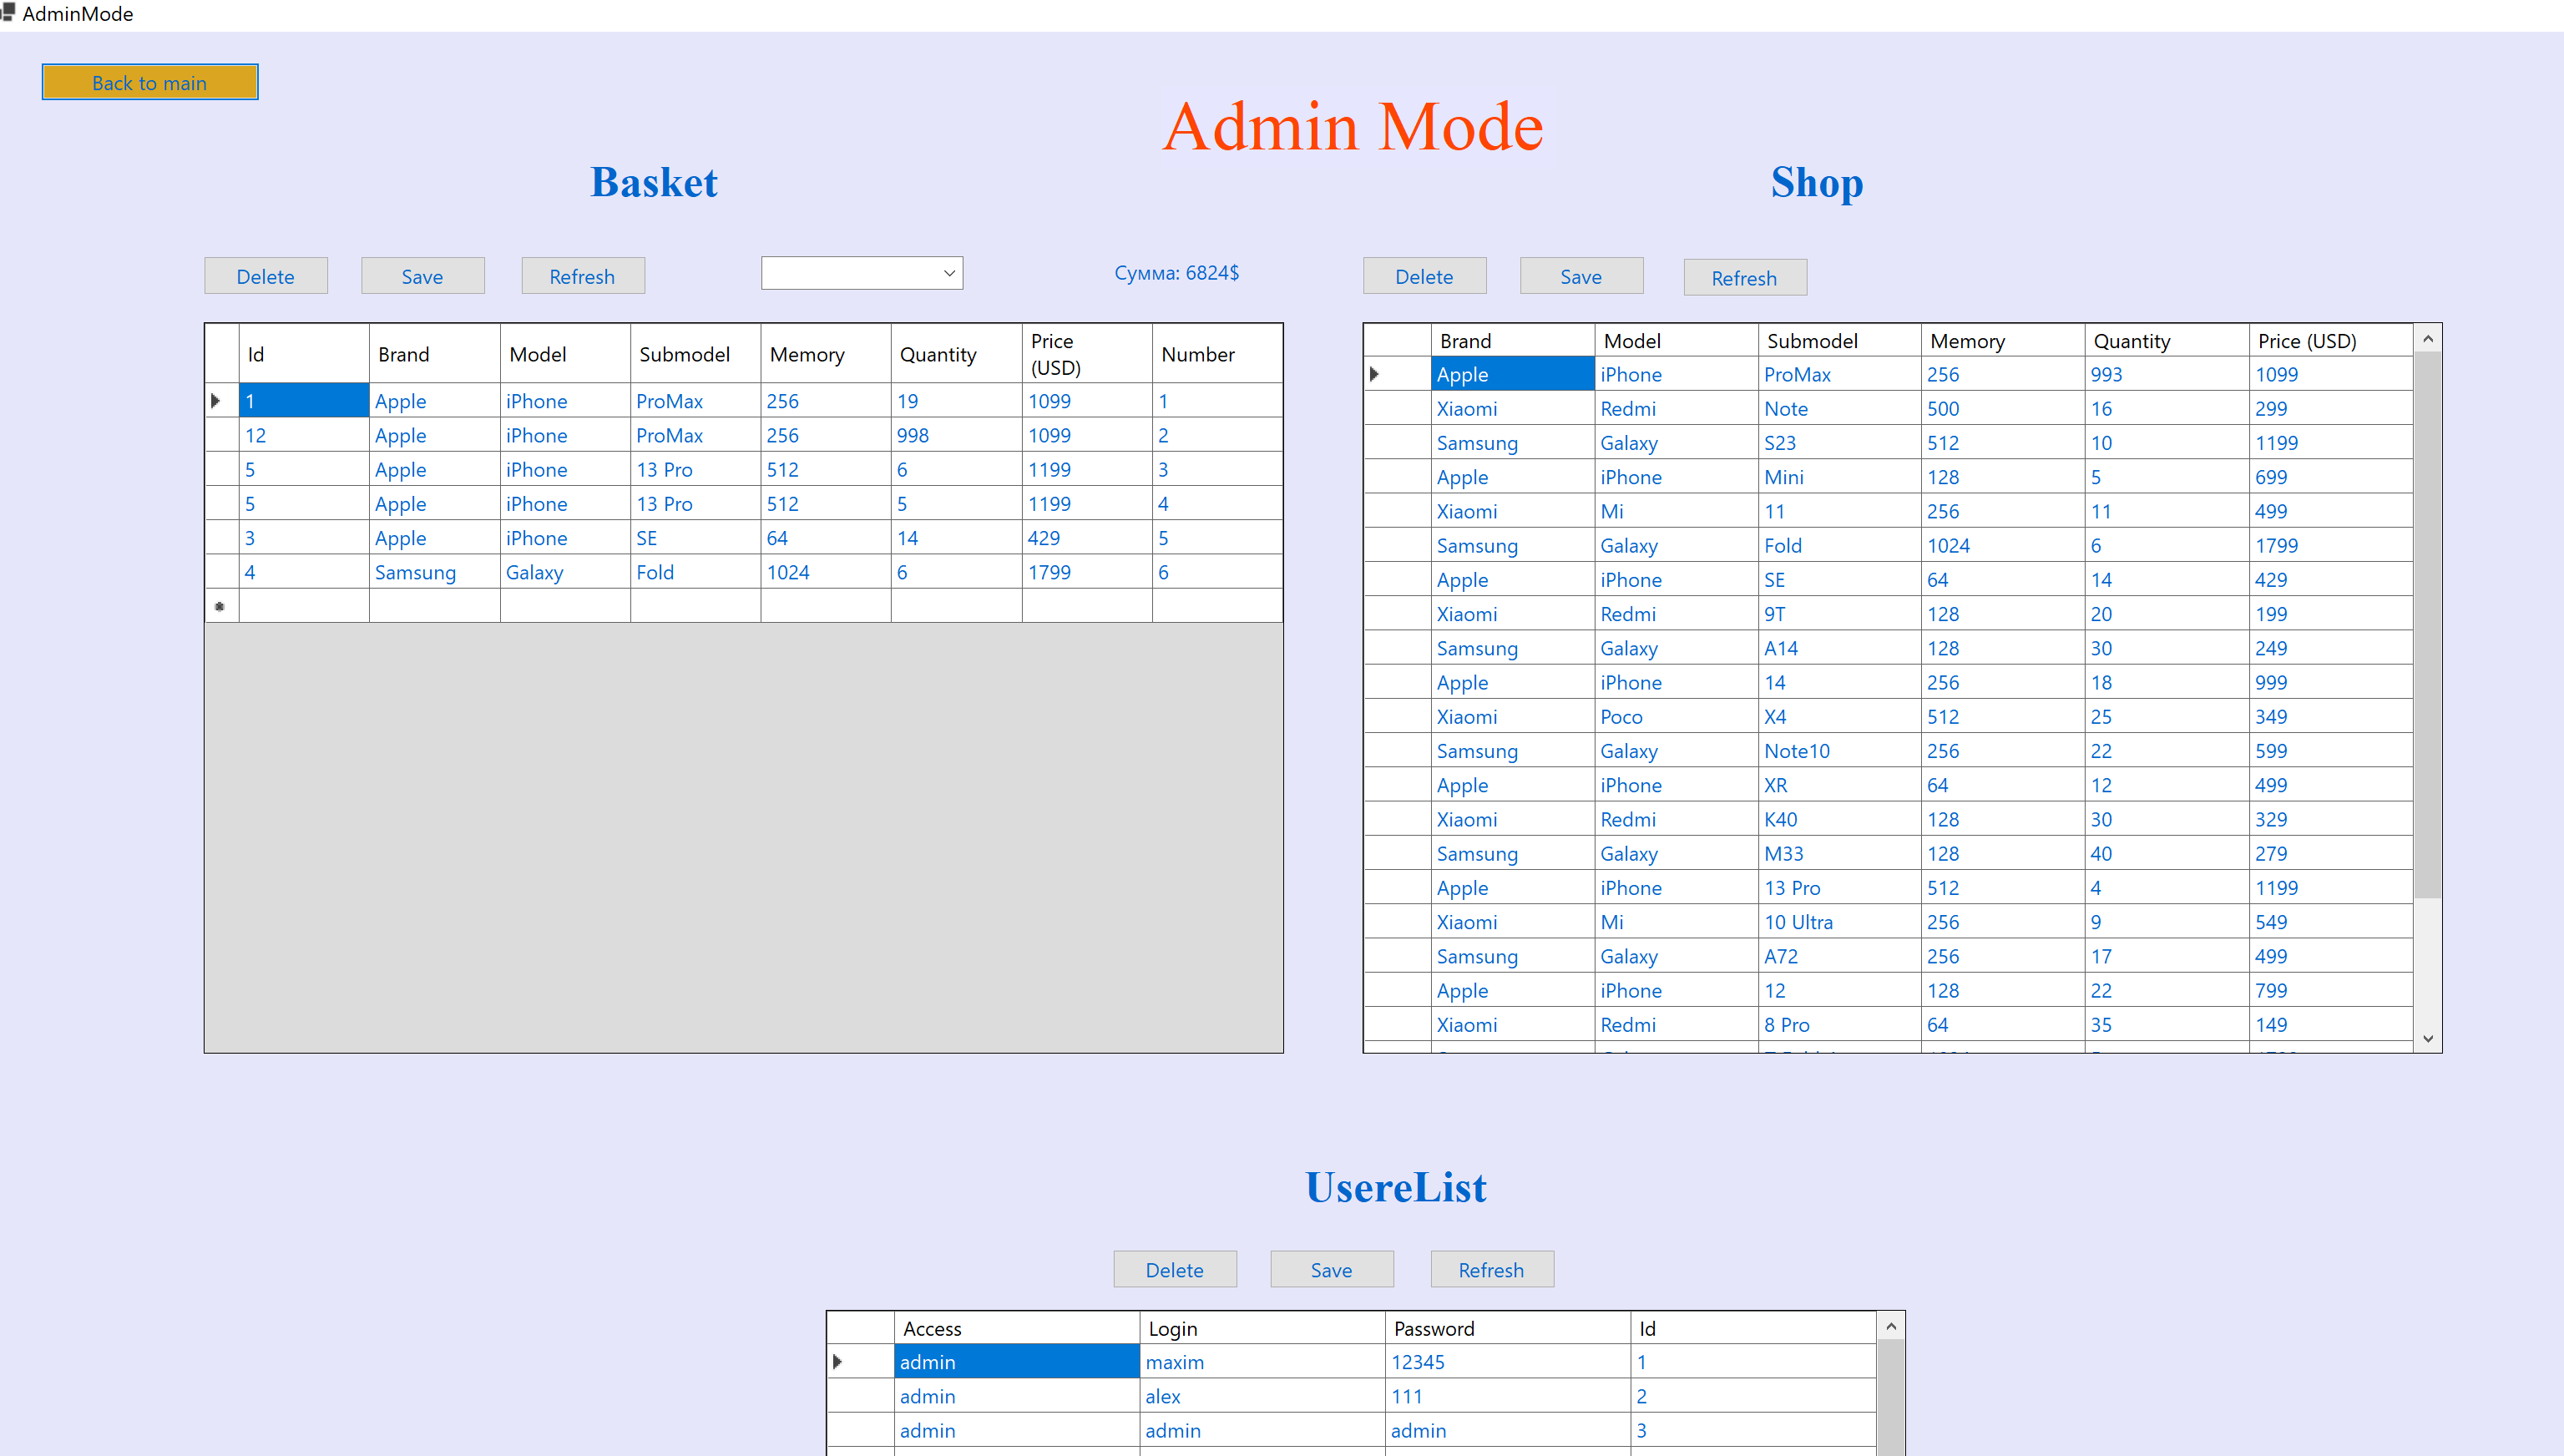 AdminMode
Back to main
Admin Mode
Basket
Shop
Delete Save Refresh Сумма: 6824$
Delete Save Refresh
Id Brand Model Submodel Memory Quantity Price (USD) Number
1 Apple iPhone ProMax 256 19 1099 1
12 Apple iPhone ProMax 256 998 1099 2
5 Apple iPhone 13 Pro 512 6 1199 3
5 Apple iPhone 13 Pro 512 5 1199 4
3 Apple iPhone SE 64 14 429 5
4 Samsung Galaxy Fold 1024 6 1799 6
Brand Model Submodel Memory Quantity Price (USD)
Apple iPhone ProMax 256 993 1099
Xiaomi Redmi Note 500 16 299
Samsung Galaxy S23 512 10 1199
Apple iPhone Mini 128 5 699
Xiaomi Mi 11 256 11 499
Samsung Galaxy Fold 1024 6 1799
Apple iPhone SE 64 14 429
Xiaomi Redmi 9T 128 20 199
Samsung Galaxy A14 128 30 249
Apple iPhone 14 256 18 999
Xiaomi Poco X4 512 25 349
Samsung Galaxy Note10 256 22 599
Apple iPhone XR 64 12 499
Xiaomi Redmi K40 128 30 329
Samsung Galaxy M33 128 40 279
Apple iPhone 13 Pro 512 4 1199
Xiaomi Mi 10 Ultra 256 9 549
Samsung Galaxy A72 256 17 499
Apple iPhone 12 128 22 799
Xiaomi Redmi 8 Pro 64 35 149
UsereList
Delete Save Refresh
Access Login Password Id
admin maxim 12345 1
admin alex 111 2
admin admin admin 3